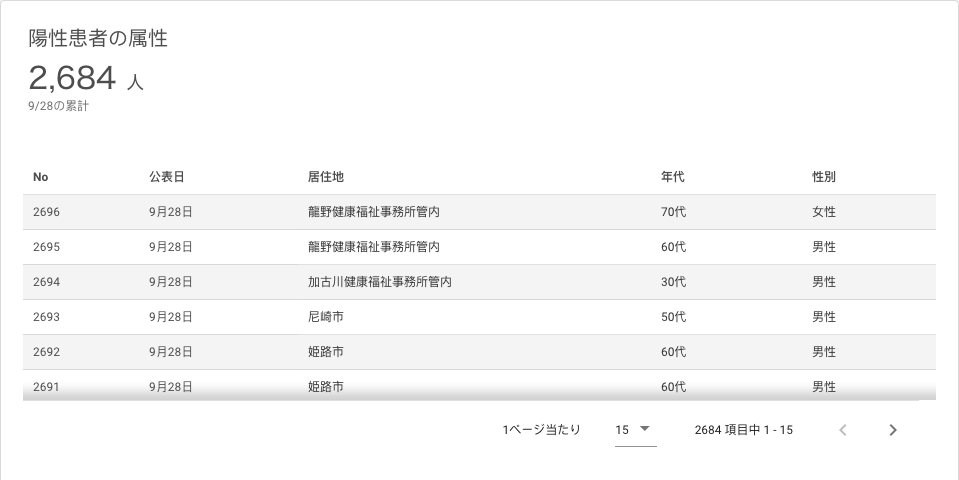 陽性患者の属性
2,684 人
9/28の累計
No 公表日 居住地 年代 性別
2696 9月28日 龍野健康福祉事務所管内 70代 女性
2695 9月28日 龍野健康福祉事務所管内 60代 男性
2694 9月28日 加古川健康福祉事務所管内 30代 男性
2693 9月28日 尼崎市 50代 男性
2692 9月28日 姫路市 60代 男性
2691 9月28日 姫路市 60代 男性
1ページ当たり 15 2684 項目中 1 - 15